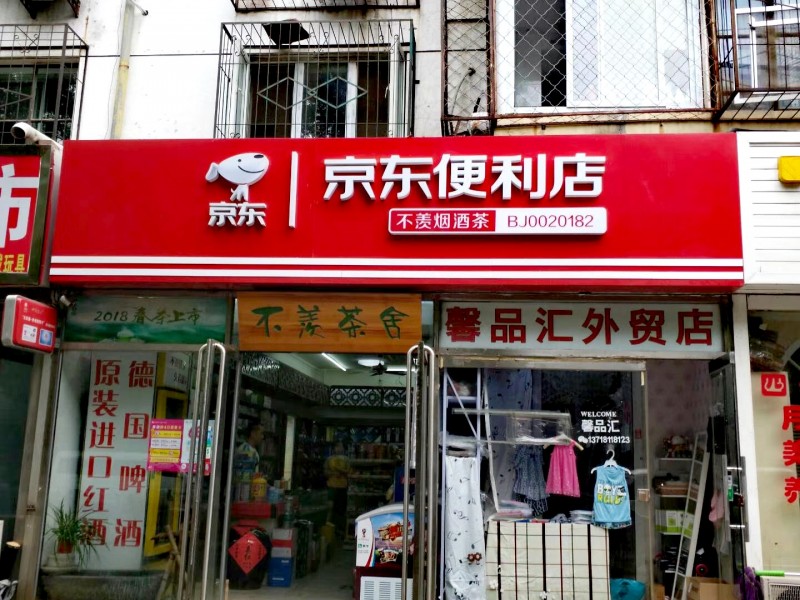 京东
京东便利店
不羡烟酒茶 BJ0020182
市
玩具
2018春茶上市
不羡茶舍
馨品汇外贸店
德国啤酒
原装进口红酒
WELCOME
馨品汇
13718118123